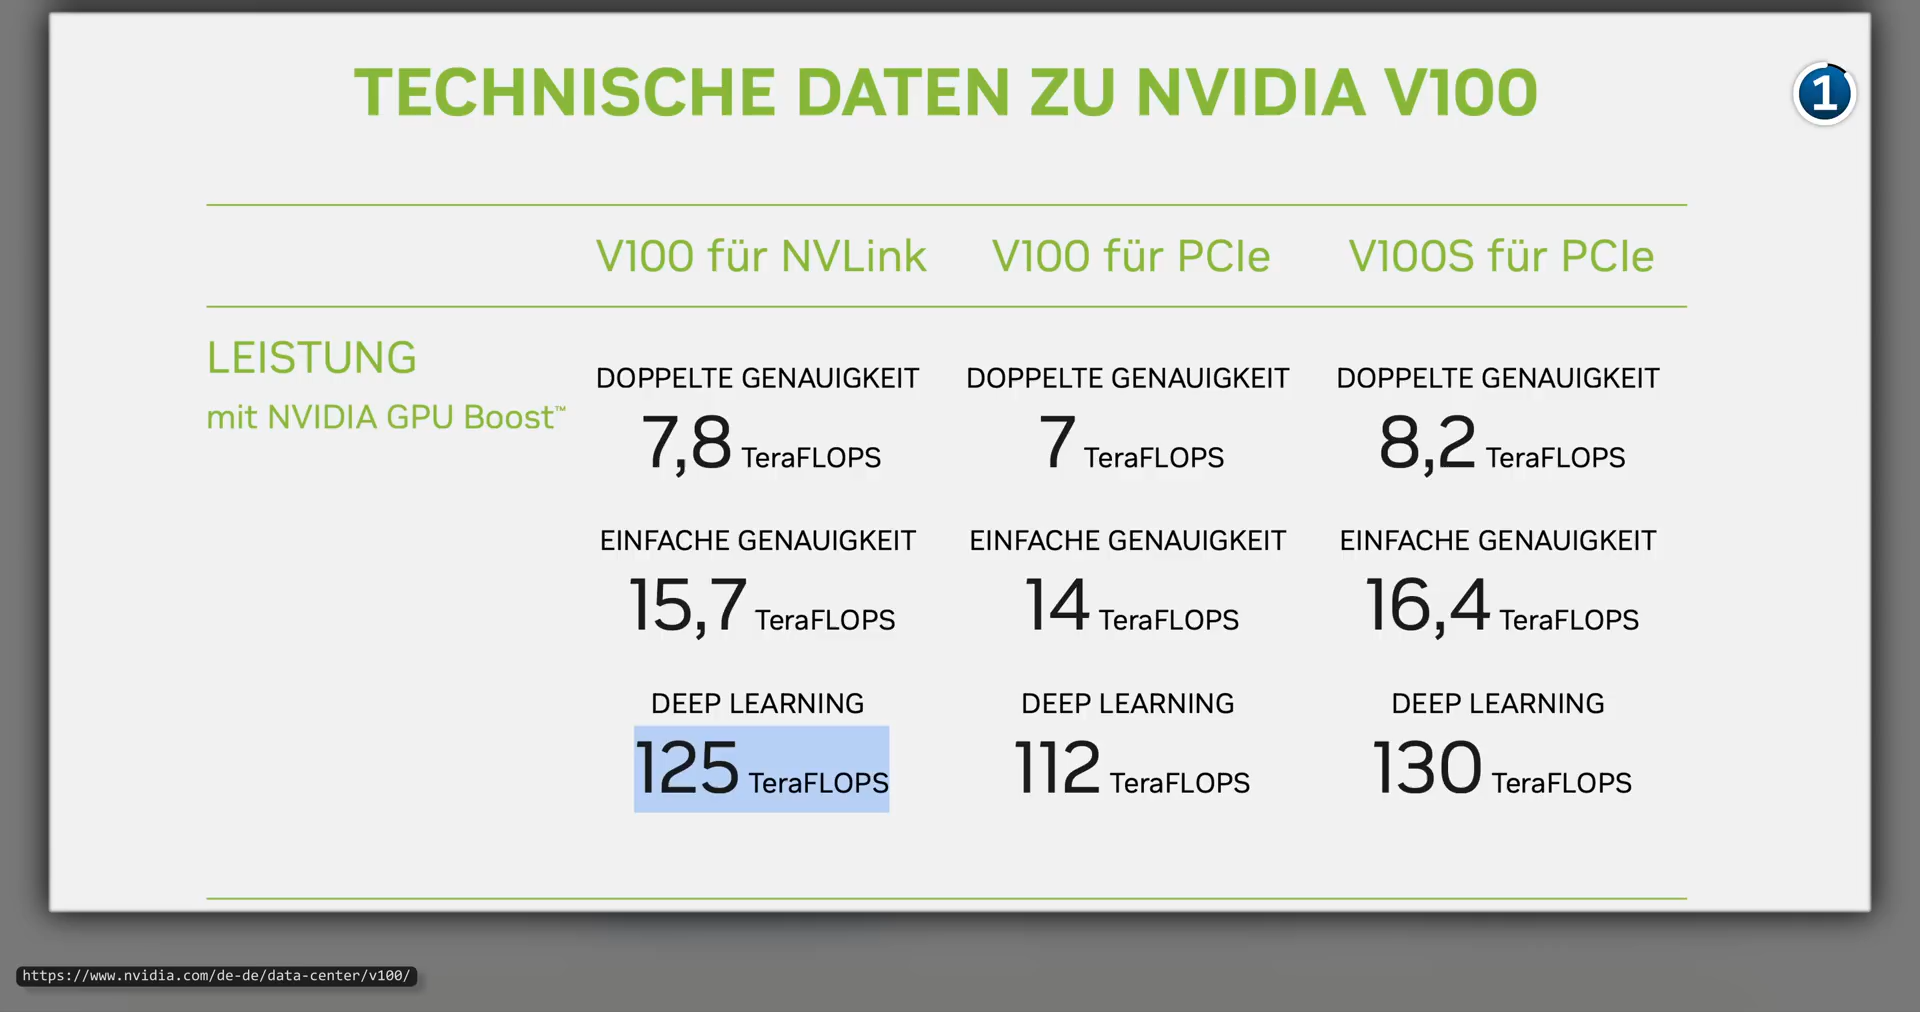 TECHNISCHE DATEN ZU NVIDIA V100
1
V100 für NVLink V100 für PCIe V100S für PCIe
LEISTUNG
mit NVIDIA GPU Boost™
DOPPELTE GENAUIGKEIT DOPPELTE GENAUIGKEIT DOPPELTE GENAUIGKEIT
7,8 TeraFLOPS 7 TeraFLOPS 8,2 TeraFLOPS
EINFACHE GENAUIGKEIT EINFACHE GENAUIGKEIT EINFACHE GENAUIGKEIT
15,7 TeraFLOPS 14 TeraFLOPS 16,4 TeraFLOPS
DEEP LEARNING DEEP LEARNING DEEP LEARNING
125 TeraFLOPS 112 TeraFLOPS 130 TeraFLOPS
https://www.nvidia.com/de-de/data-center/v100/